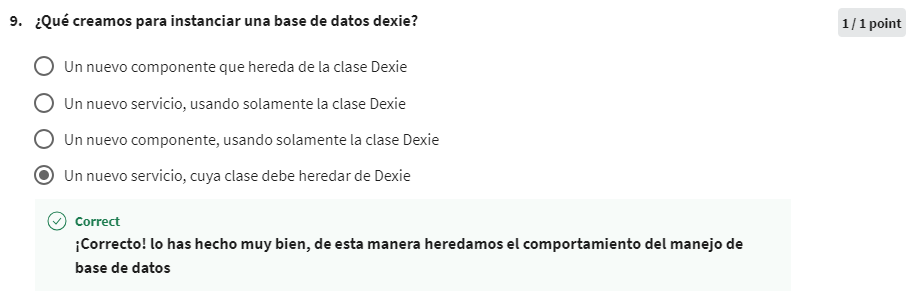 9. ¿Qué creamos para instanciar una base de datos dexie?
1 / 1 point
Un nuevo componente que hereda de la clase Dexie
Un nuevo servicio, usando solamente la clase Dexie
Un nuevo componente, usando solamente la clase Dexie
Un nuevo servicio, cuya clase debe heredar de Dexie
Correct
¡Correcto! lo has hecho muy bien, de esta manera heredamos el comportamiento del manejo de
base de datos